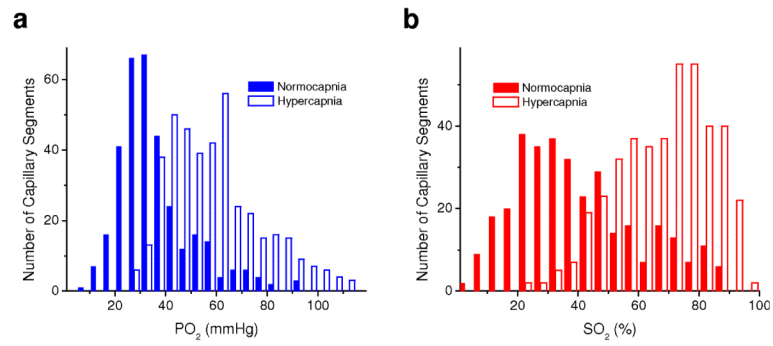 a
b
Number of Capillary Segments
60
40
20
0
Normocapnia
Hypercapnia
20 40 60 80 100
PO2 (mmHg)
Number of Capillary Segments
40
20
0
Normocapnia
Hypercapnia
20 40 60 80 100
SO2 (%)